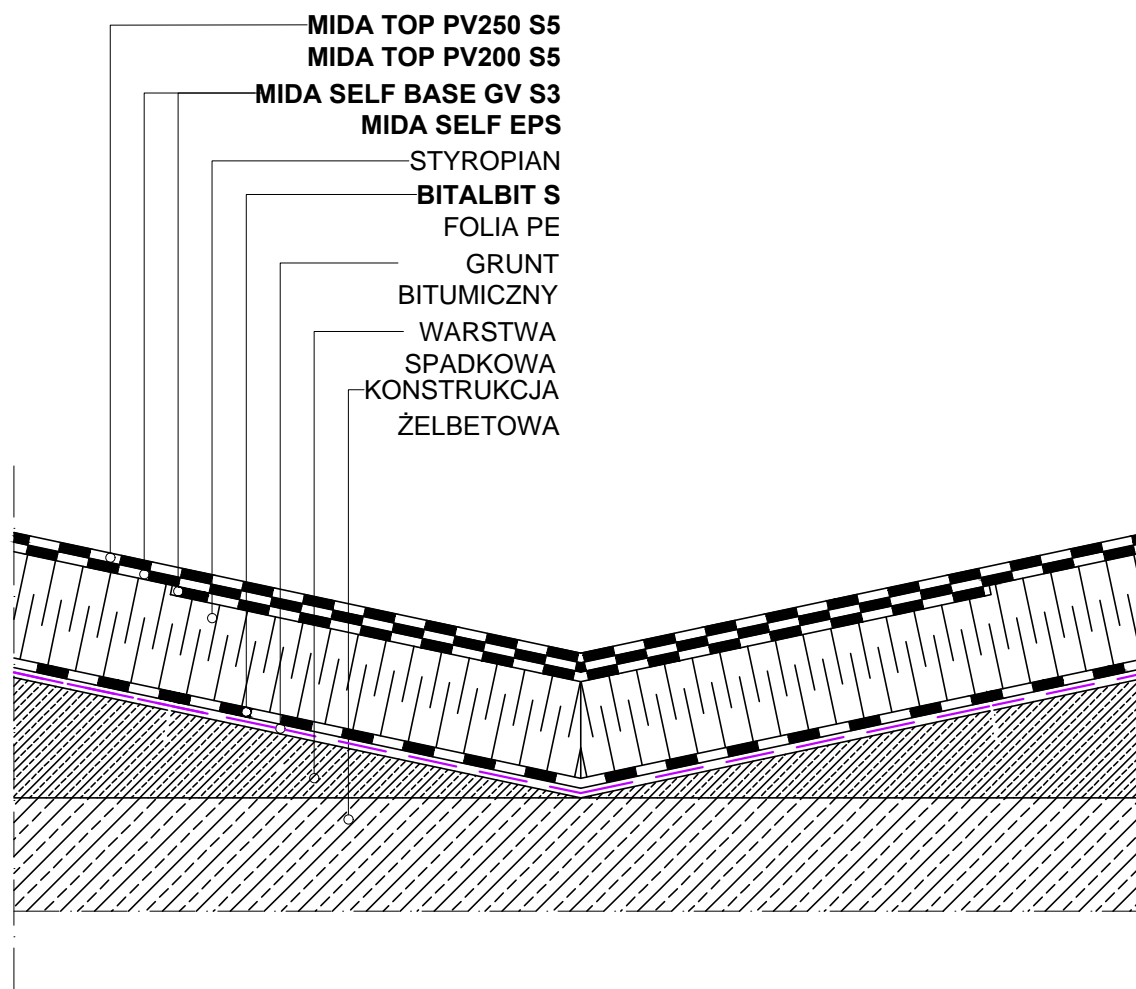 MIDA TOP PV250 S5
MIDA TOP PV200 S5
MIDA SELF BASE GV S3
MIDA SELF EPS
STYROPIAN
BITALBIT S
FOLIA PE
GRUNT
BITUMICZNY
WARSTWA
SPADKOWA
KONSTRUKCJA
ŻELBETOWA